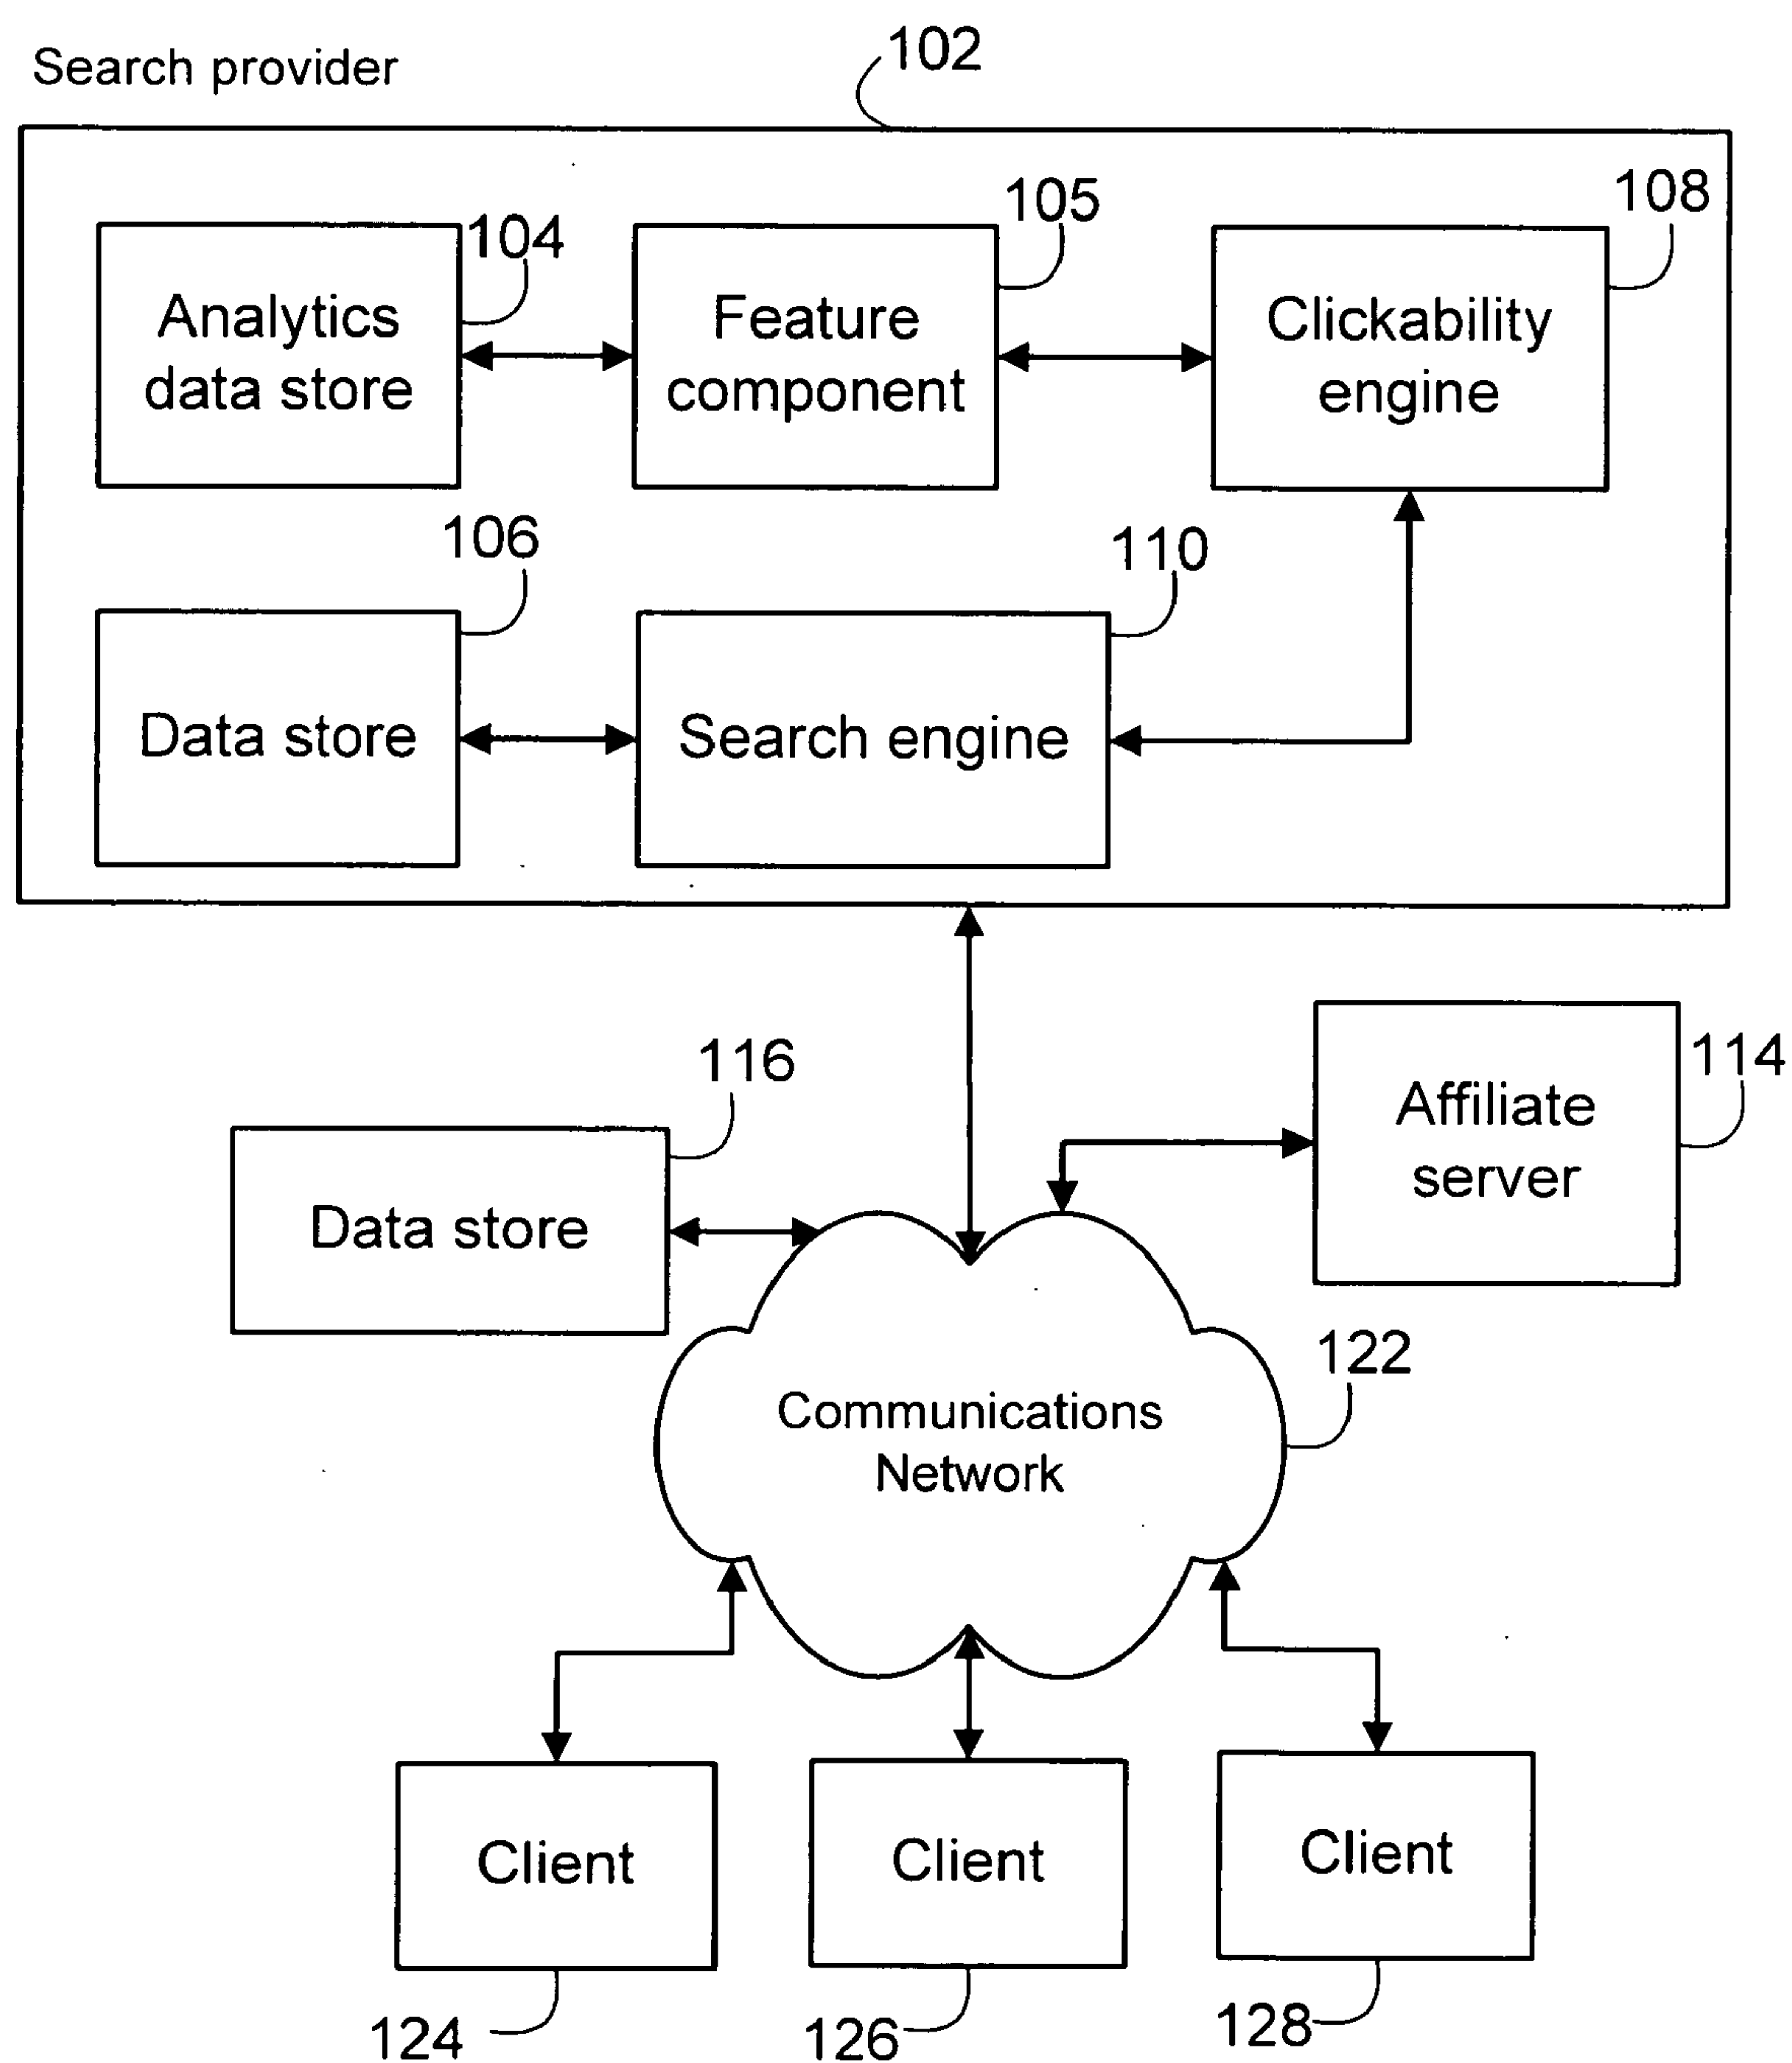 102
Search provider
104
105
108
Analytics
data store
Feature
component
Clickability
engine
106
110
Data store
Search engine
116
114
Affiliate
server
Data store
122
Communications
Network
Client
Client
Client
124
126
128